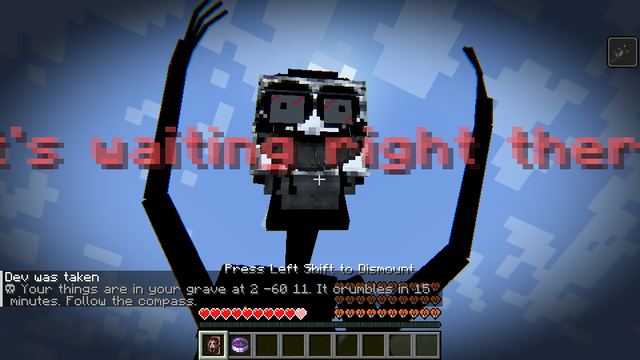 's waiting right ther
Press Left Shift to Dismount
Dev was taken
Your things are in your grave at 2 -60 11. It crumbles in 15
minutes. Follow the compass.